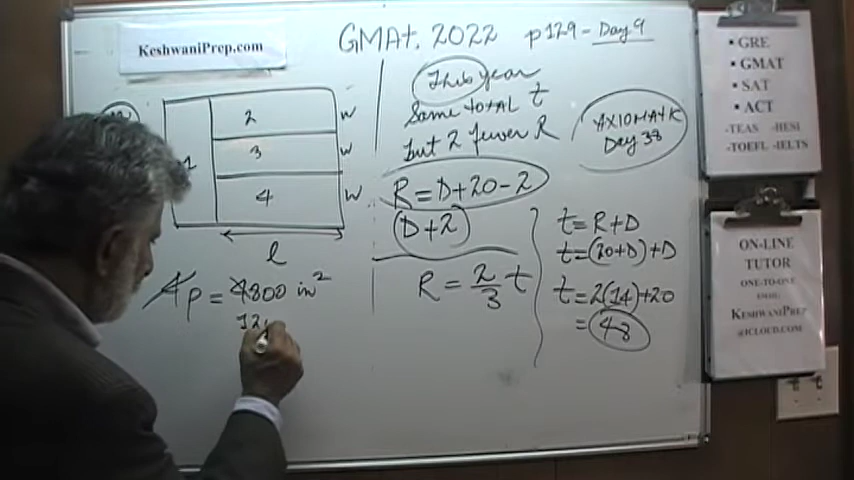 KeshwaniPrep.com
GMAt. 2022 p129 - Day 9
1
2 W
3 W
4 W
l
P = 4800 in²
12
This year
Same total t
but 2 fewer R
R = D+20-2
D+2
R = 2/3 t
Day 38
t = R+D
t = (20+D)+D
t = 2(14)+20
= 48
• GRE
• GMAT
• SAT
• ACT
-TEAS -HESI
-TOEFL -IELTS
ON-LINE
TUTOR
ONE-TO-ONE
KESHWANIPREP
@ICLOUD.COM